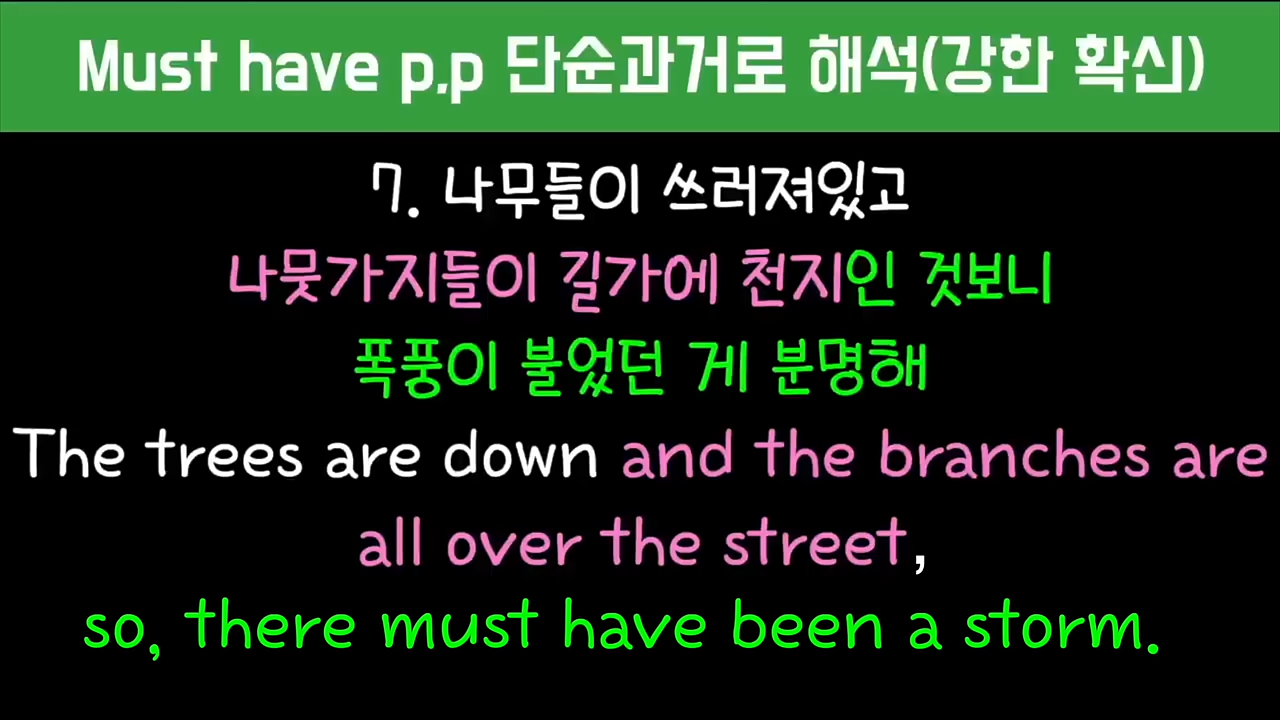 Must have p,p 단순과거로 해석(강한 확신)
7. 나무들이 쓰러져있고
나뭇가지들이 길가에 천지인 것보니
폭풍이 불었던 게 분명해
The trees are down and the branches are
all over the street,
so, there must have been a storm.